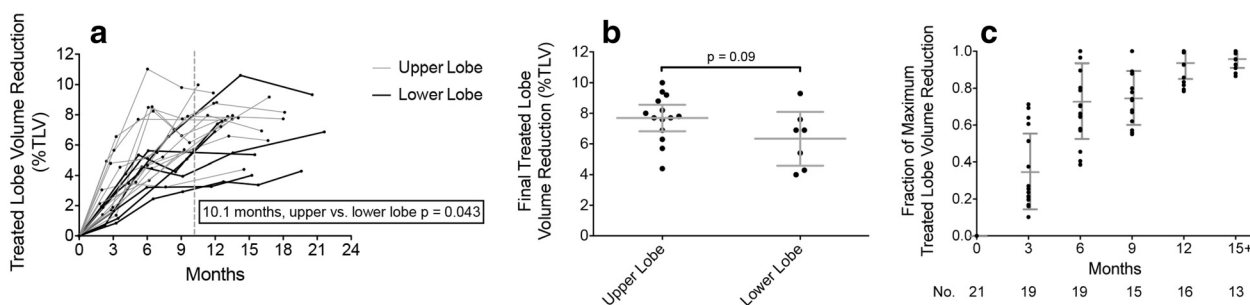 a
Treated Lobe Volume Reduction
(%TLV)
12
10
8
6
4
2
0
0 3 6 9 12 15 18 21 24
Months
Upper Lobe
Lower Lobe
10.1 months, upper vs. lower lobe p = 0.043
b
Final Treated Lobe
Volume Reduction (%TLV)
12
10
8
6
4
2
0
p = 0.09
Upper Lobe
Lower Lobe
c
Fraction of Maximum
Treated Lobe Volume Reduction
1.0
0.8
0.6
0.4
0.2
0.0
0 3 6 9 12 15+
Months
No. 21 19 19 15 16 13